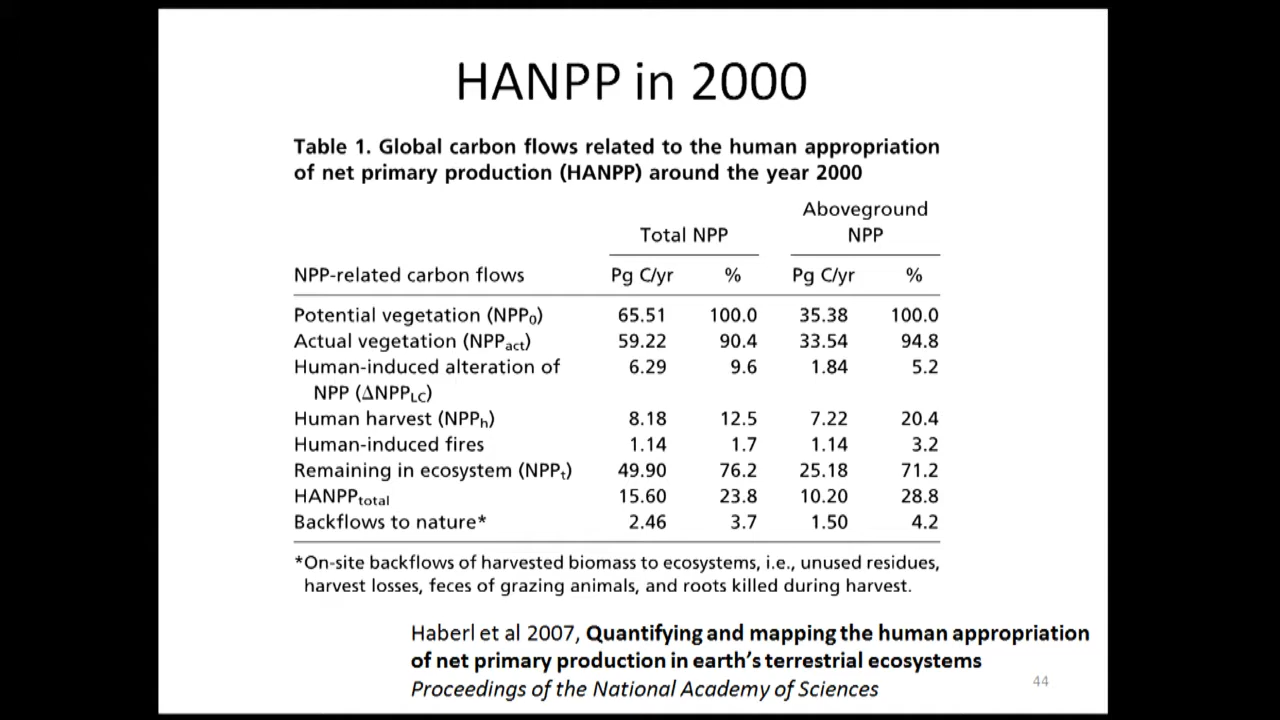 HANPP in 2000
Table 1. Global carbon flows related to the human appropriation
of net primary production (HANPP) around the year 2000
Aboveground
Total NPP NPP
NPP-related carbon flows Pg C/yr % Pg C/yr %
Potential vegetation (NPP₀) 65.51 100.0 35.38 100.0
Actual vegetation (NPPact) 59.22 90.4 33.54 94.8
Human-induced alteration of 6.29 9.6 1.84 5.2
NPP (ΔNPPLC)
Human harvest (NPPh) 8.18 12.5 7.22 20.4
Human-induced fires 1.14 1.7 1.14 3.2
Remaining in ecosystem (NPPt) 49.90 76.2 25.18 71.2
HANPPtotal 15.60 23.8 10.20 28.8
Backflows to nature* 2.46 3.7 1.50 4.2
*On-site backflows of harvested biomass to ecosystems, i.e., unused residues,
harvest losses, feces of grazing animals, and roots killed during harvest.
Haberl et al 2007, Quantifying and mapping the human appropriation
of net primary production in earth's terrestrial ecosystems
Proceedings of the National Academy of Sciences
44